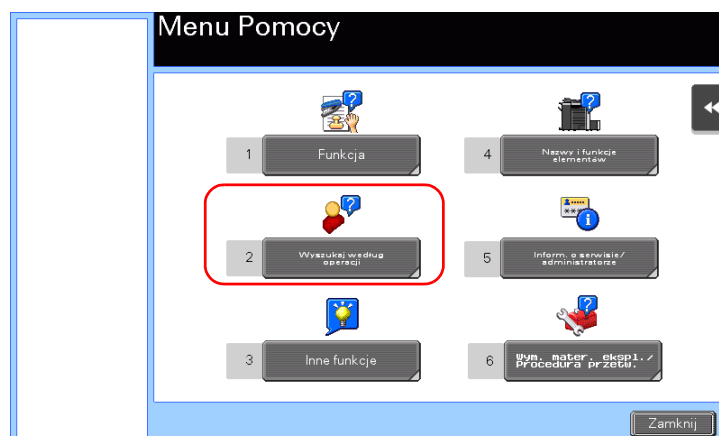 Menu Pomocy
1 Funkcja
4 Nazwy i funkcje
elementów
2 Wyszukaj według
operacji
5 Inform. o serwisie/
administratorze
3 Inne funkcje
6 Wym. mater. ekspl./
Procedura przetw.
Zamknij